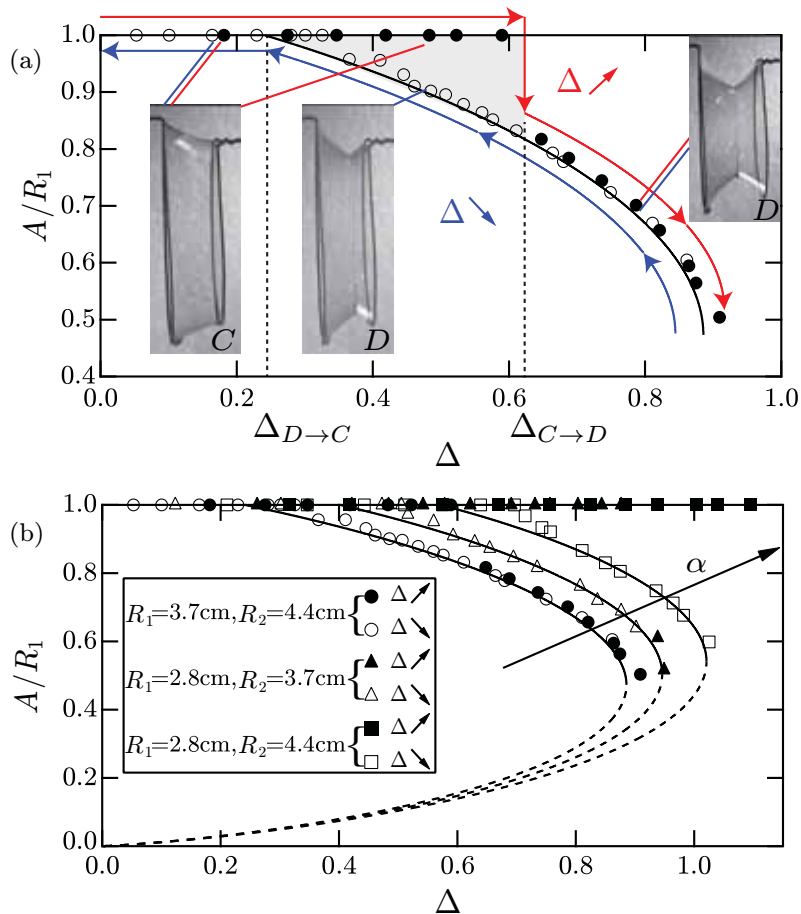 (a)
A/R₁
1.0
0.9
0.8
0.7
0.6
0.5
0.4
Δ ↗
Δ ↘
C
D
D
0.0 0.2 0.4 0.6 0.8 1.0
Δ_{D→C} Δ_{C→D}
Δ
(b)
A/R₁
1.0
0.8
0.6
0.4
0.2
0.0
α
R₁=3.7cm,R₂=4.4cm { ● Δ ↗
○ Δ ↘
R₁=2.8cm,R₂=3.7cm { ▲ Δ ↗
△ Δ ↘
R₁=2.8cm,R₂=4.4cm { ■ Δ ↗
□ Δ ↘
0.0 0.2 0.4 0.6 0.8 1.0
Δ